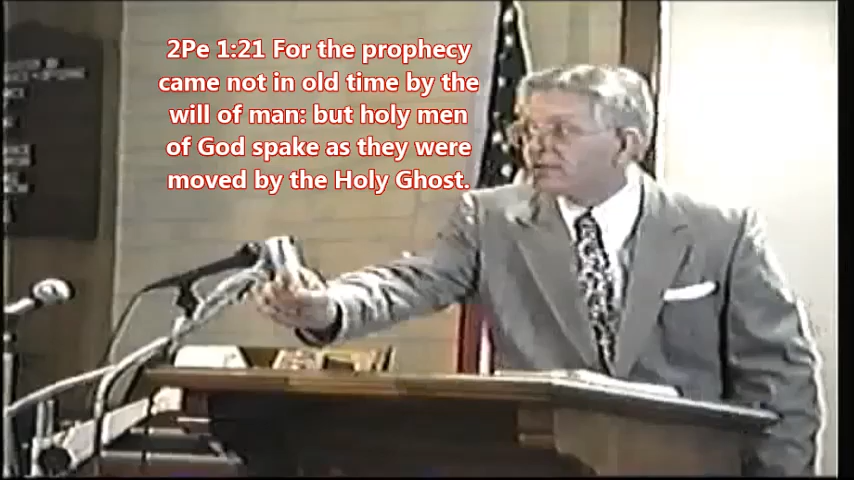 2Pe 1:21 For the prophecy
came not in old time by the
will of man: but holy men
of God spake as they were
moved by the Holy Ghost.